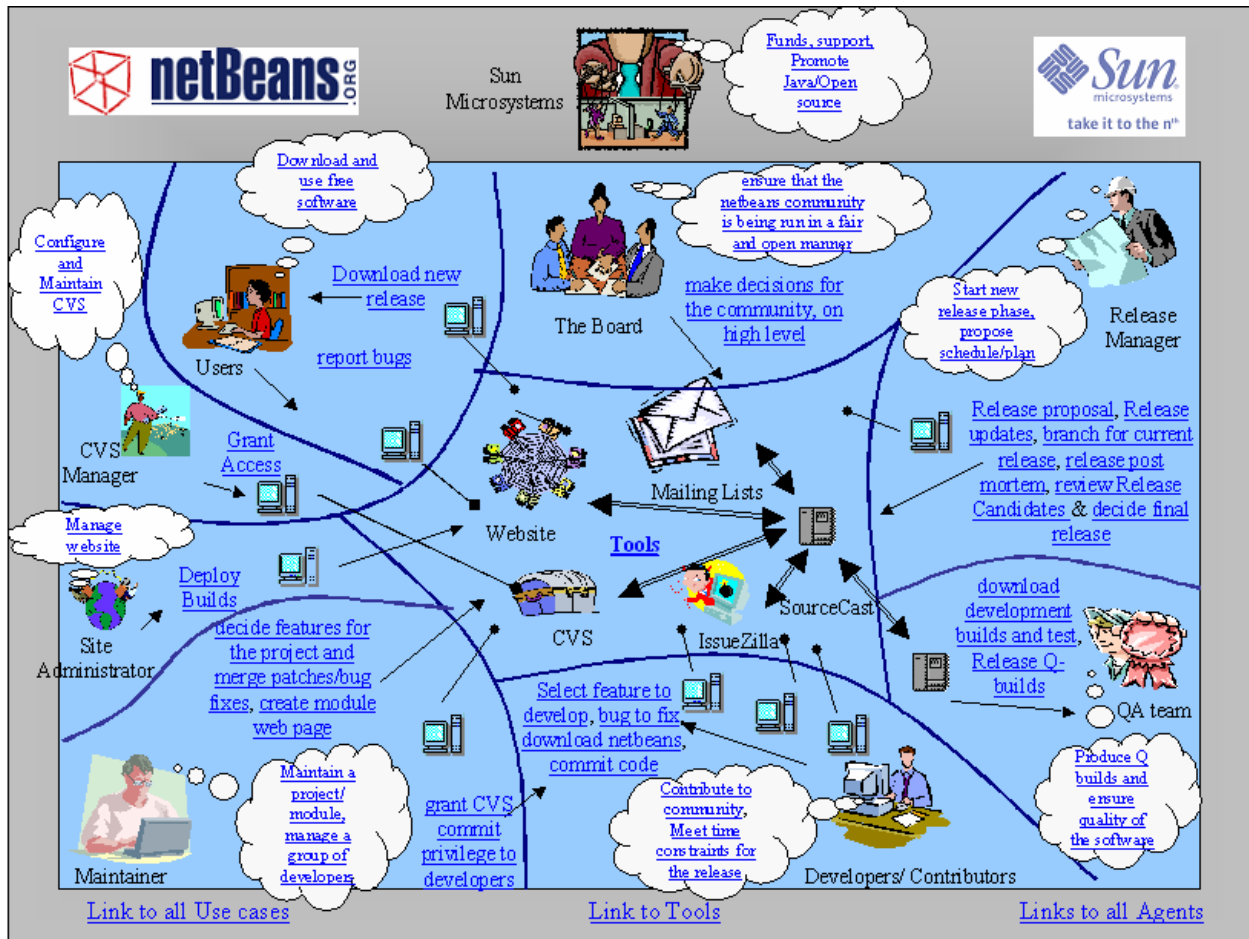 netBeans.ORG
Sun
Microsystems
Funds, support,
Promote
Java/Open
source
Sun
microsystems
take it to the nth
Download and
use free
software
ensure that the
netbeans community
is being run in a fair
and open manner
Configure
and
Maintain
CVS
Download new
release
report bugs
Users
The Board
make decisions for
the community, on
high level
Start new
release phase,
propose
schedule/plan
Release
Manager
CVS
Manager
Grant
Access
Mailing Lists
Release proposal, Release
updates, branch for current
release, release post
mortem, review Release
Candidates & decide final
release
Manage
website
Website
Tools
Deploy
Builds
Site
Administrator
CVS
IssueZilla
SourceCast
download
development
builds and test,
Release Q-
builds
QA team
decide features for
the project and
merge patches/bug
fixes, create module
web page
Select feature to
develop, bug to fix
download netbeans,
commit code
Maintain a
project/
module,
manage a
group of
developers
Maintainer
grant CVS
commit
privilege to
developers
Contribute to
community,
Meet time
constraints for
the release
Developers/ Contributors
Produce Q
builds and
ensure
quality of
the software
Link to all Use cases
Link to Tools
Links to all Agents